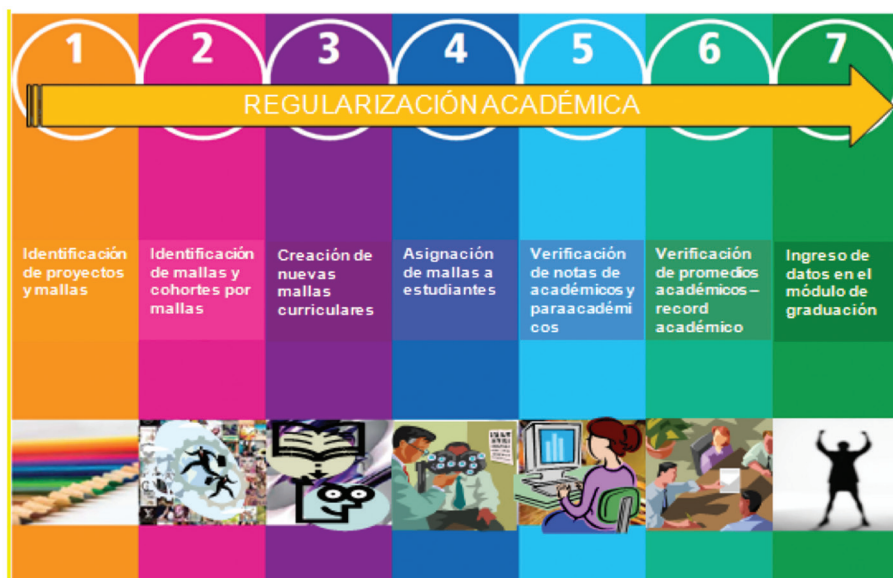 1
2
3
4
5
6
7
REGULARIZACIÓN ACADÉMICA
Identificación
de proyectos
y mallas
Identificación
de mallas y
cohortes por
mallas
Creación de
nuevas
mallas
curriculares
Asignación
de mallas a
estudiantes
Verificación
de notas de
académicos y
paraacadémi
cos
Verificación
de promedios
académicos –
record
académico
Ingreso de
datos en el
módulo de
graduación